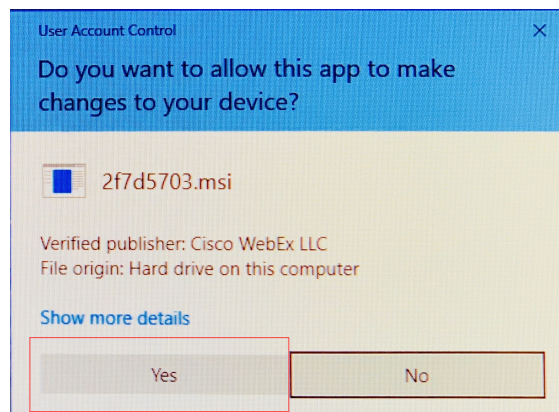 User Account Control
Do you want to allow this app to make
changes to your device?
2f7d5703.msi
Verified publisher: Cisco WebEx LLC
File origin: Hard drive on this computer
Show more details
Yes No